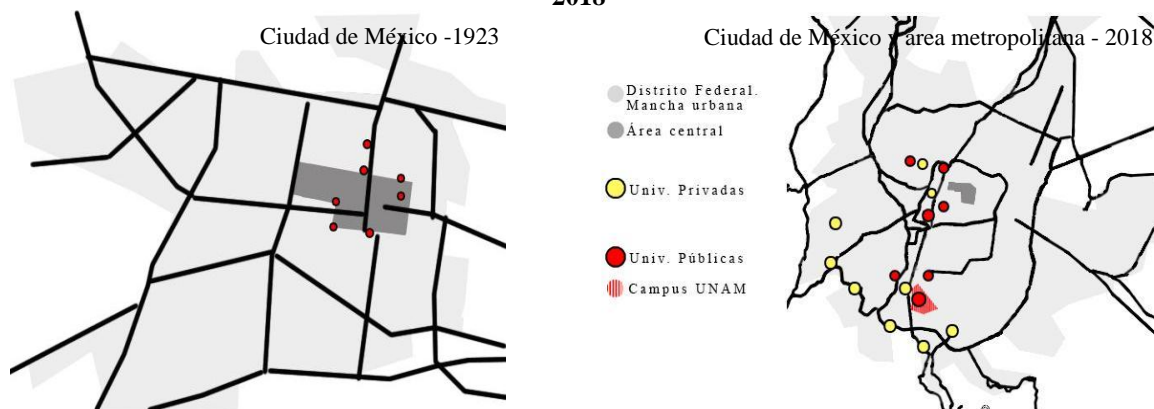 2018
Ciudad de México -1923
Ciudad de México y area metropolitana - 2018
Distrito Federal.
Mancha urbana
Área central
Univ. Privadas
Univ. Públicas
Campus UNAM